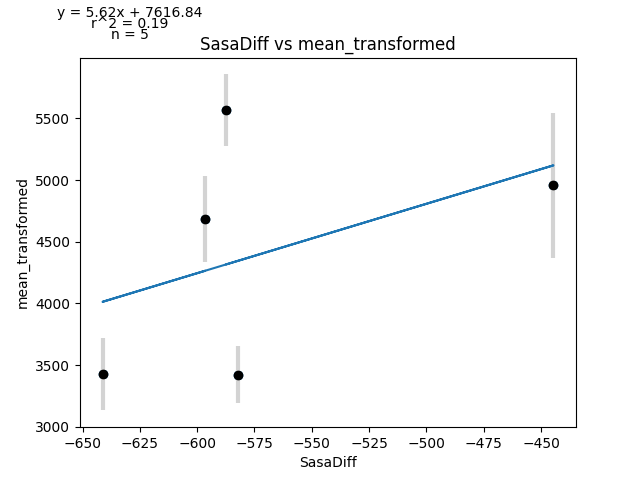 y = 5.62x + 7616.84
r^2 = 0.19
n = 5
SasaDiff vs mean_transformed
5500
5000
4500
4000
3500
3000
mean_transformed
−650
−625
−600
−575
−550
−525
−500
−475
−450
SasaDiff